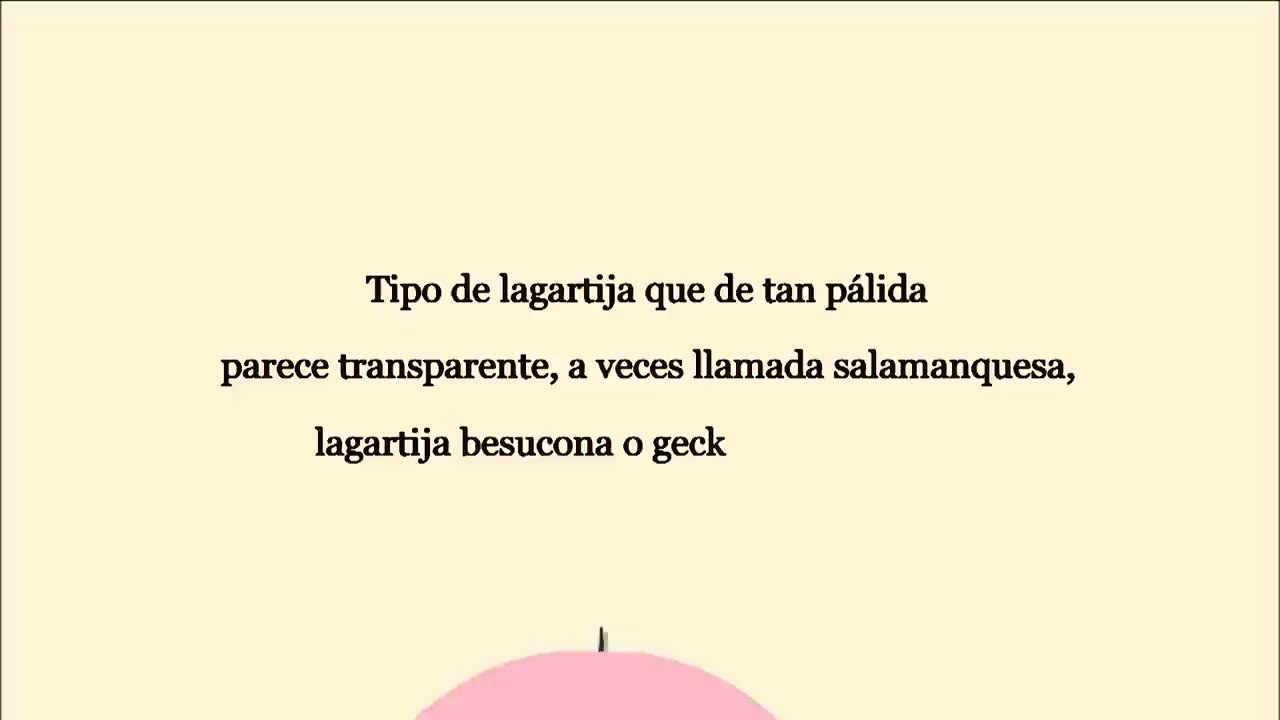 Tipo de lagartija que de tan pálida
parece transparente, a veces llamada salamanquesa,
lagartija besucona o geck